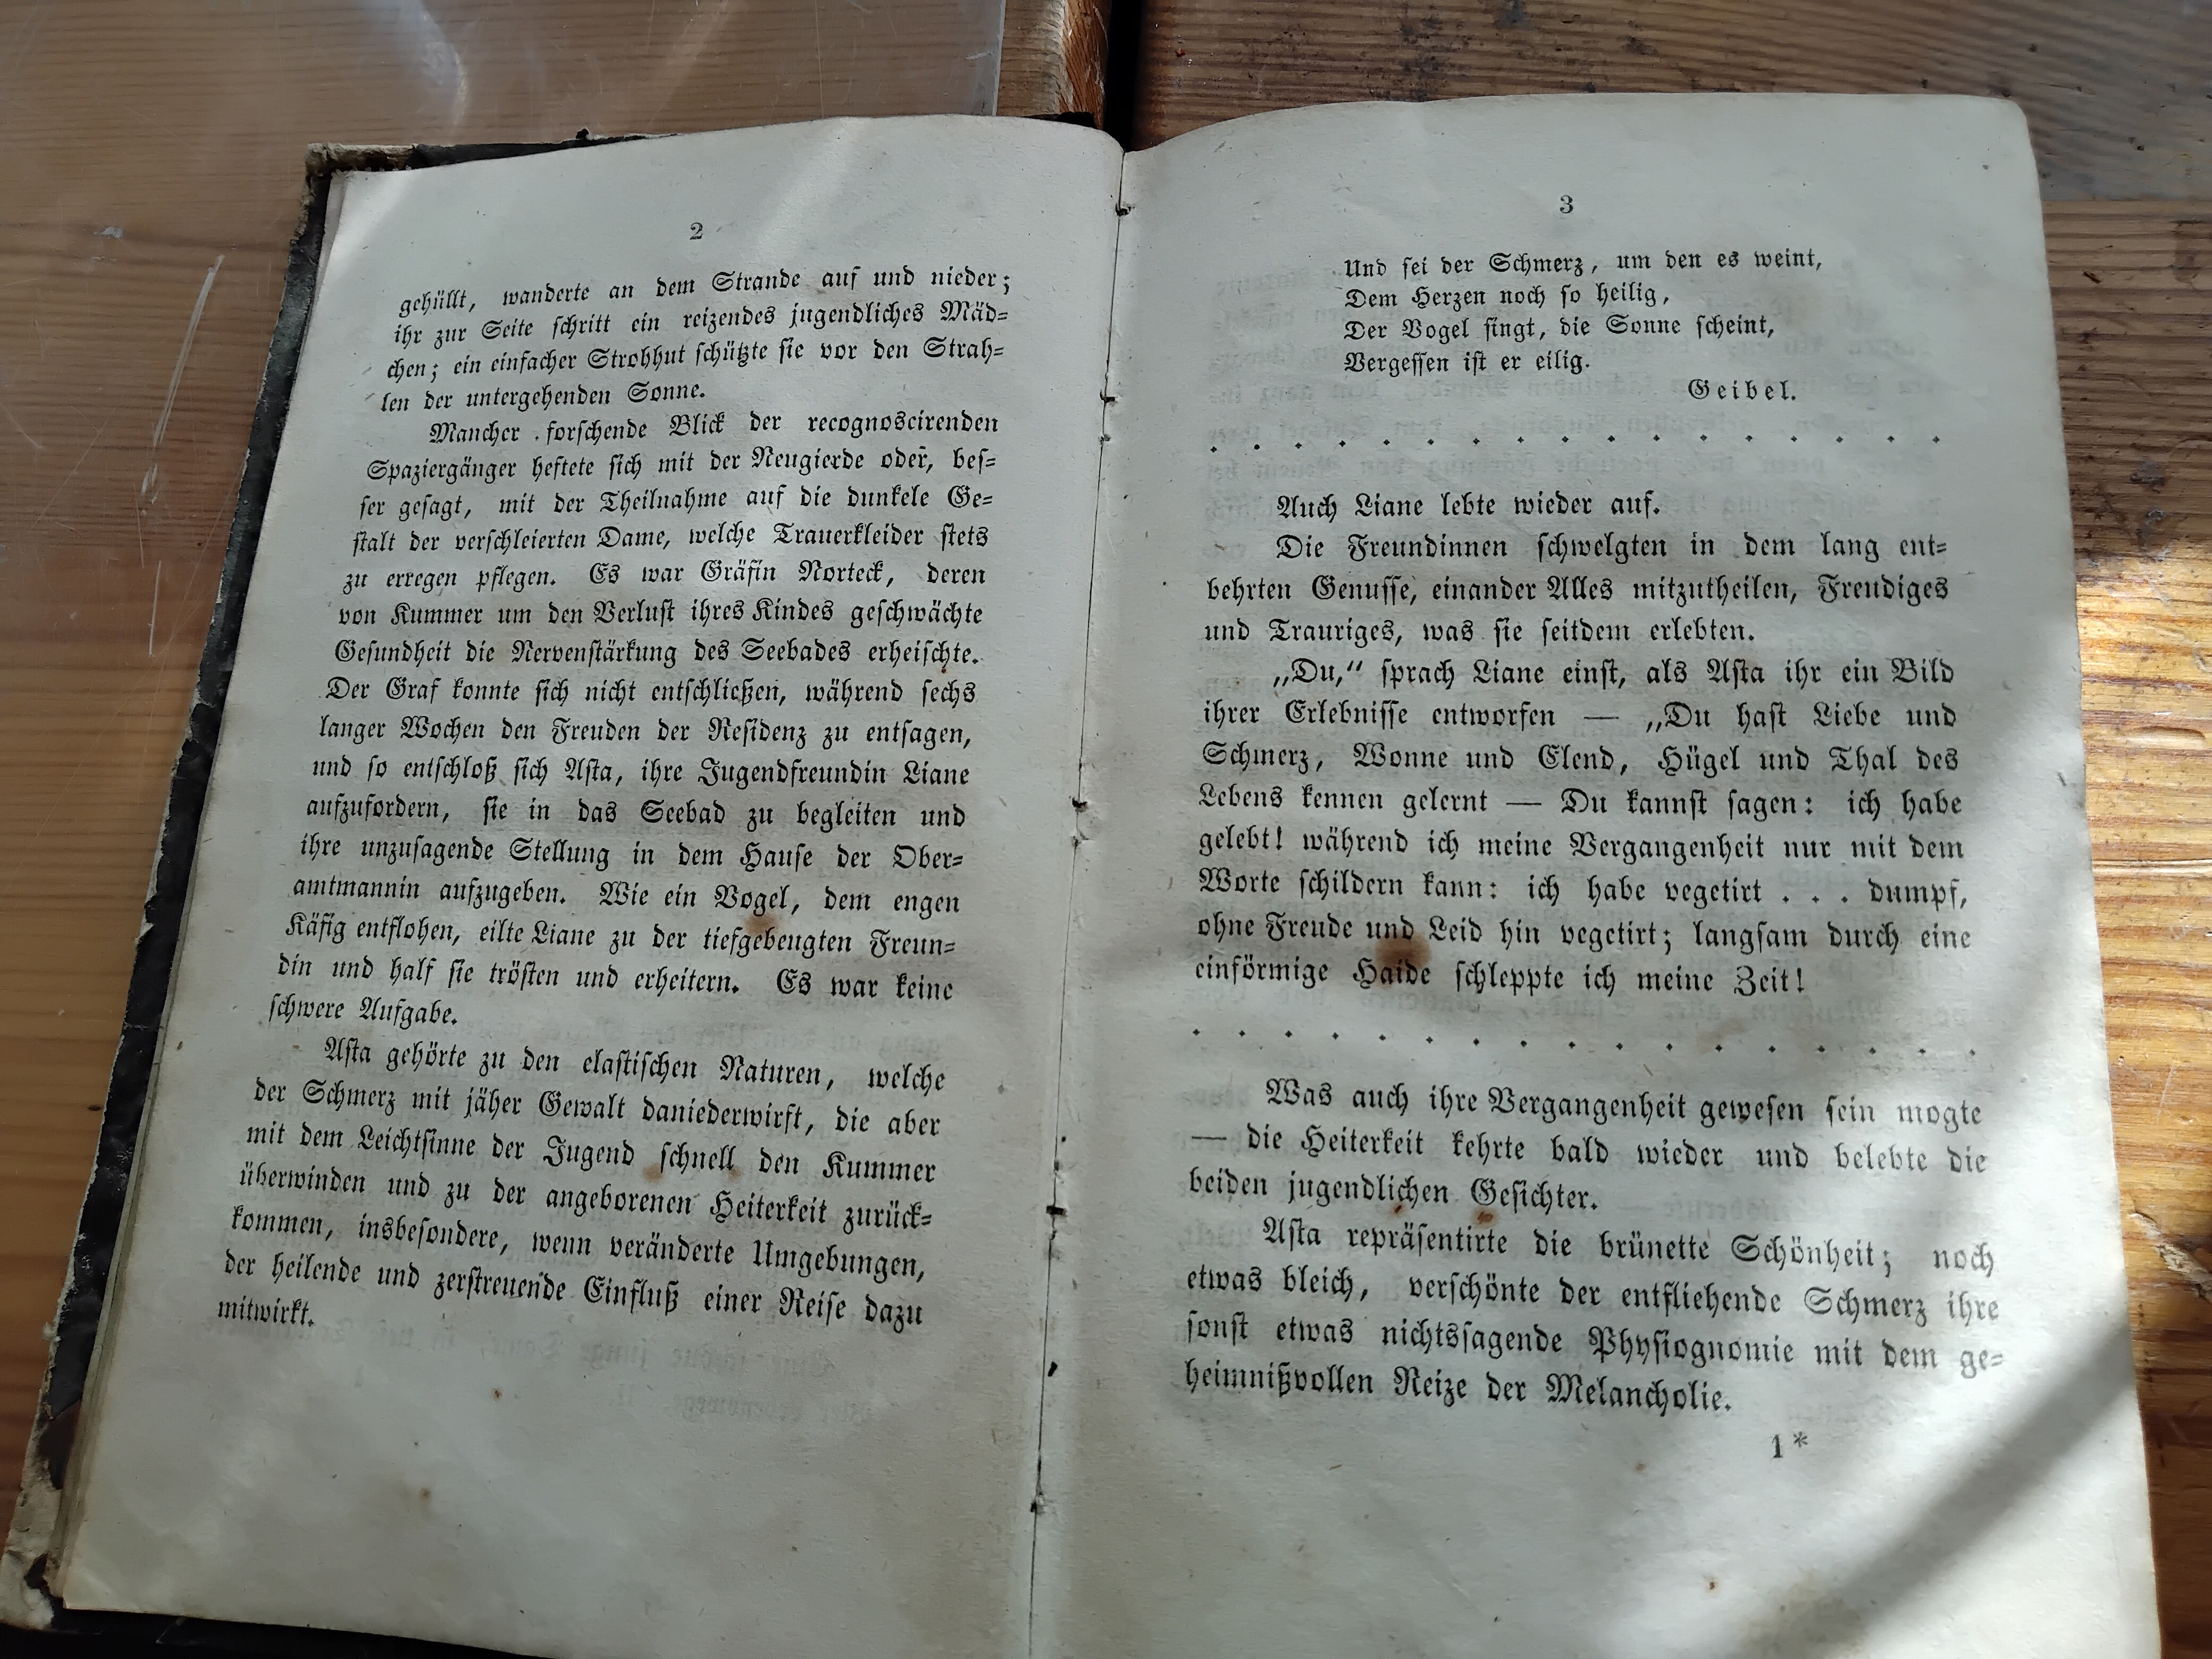 2
gehüllt, wanderte an dem Strande auf und nieder;
ihr zur Seite ſchritt ein reizendes jugendliches Mäd-
chen; ein einfacher Strohhut ſchützte ſie vor den Strah-
len der untergehenden Sonne.
Mancher forſchende Blick der recognoscirenden
Spaziergänger heftete ſich mit der Neugierde oder, beſ-
ſer geſagt, mit der Theilnahme auf die dunkele Ge-
ſtalt der verſchleierten Dame, welche Trauerkleider ſtets
zu erregen pflegen. Es war Gräfin Norteck, deren
von Kummer um den Verluſt ihres Kindes geſchwächte
Geſundheit die Nervenſtärkung des Seebades erheiſchte.
Der Graf konnte ſich nicht entſchließen, während ſechs
langer Wochen den Freuden der Reſidenz zu entſagen,
und ſo entſchloß ſich Aſta, ihre Jugendfreundin Liane
aufzufordern, ſie in das Seebad zu begleiten und
ihre unzuſagende Stellung in dem Hauſe der Ober-
amtmannin aufzugeben. Wie ein Vogel, dem engen
Käfig entflohen, eilte Liane zu der tiefgebeugten Freun-
din und half ſie tröſten und erheitern. Es war keine
ſchwere Aufgabe.
Aſta gehörte zu den elaſtiſchen Naturen, welche
der Schmerz mit jäher Gewalt daniederwirft, die aber
mit dem Leichtſinne der Jugend ſchnell den Kummer
überwinden und zu der angeborenen Heiterkeit zurück-
kommen, insbeſondere, wenn veränderte Umgebungen,
der heilende und zerſtreuende Einfluß einer Reiſe dazu
mitwirkt.
3
Und ſei der Schmerz, um den es weint,
Dem Herzen noch ſo heilig,
Der Vogel ſingt, die Sonne ſcheint,
Vergeſſen iſt er eilig.
Geibel.
. . . . . . . . . . . . . . . . . .
Auch Liane lebte wieder auf.
Die Freundinnen ſchwelgten in dem lang ent-
behrten Genuſſe, einander Alles mitzutheilen, Freudiges
und Trauriges, was ſie ſeitdem erlebten.
„Du,“ ſprach Liane einſt, als Aſta ihr ein Bild
ihrer Erlebniſſe entworfen — „Du haſt Liebe und
Schmerz, Wonne und Elend, Hügel und Thal des
Lebens kennen gelernt — Du kannſt ſagen: ich habe
gelebt! während ich meine Vergangenheit nur mit dem
Worte ſchildern kann: ich habe vegetirt . . . dumpf,
ohne Freude und Leid hin vegetirt; langſam durch eine
einförmige Haide ſchleppte ich meine Zeit!
. . . . . . . . . . . . . . . . . .
Was auch ihre Vergangenheit geweſen ſein mogte
— die Heiterkeit kehrte bald wieder und belebte die
beiden jugendlichen Geſichter.
Aſta repräſentirte die brünette Schönheit; noch
etwas bleich, verſchönte der entfliehende Schmerz ihre
ſonſt etwas nichtsſagende Phyſiognomie mit dem ge-
heimnißvollen Reize der Melancholie.
1*